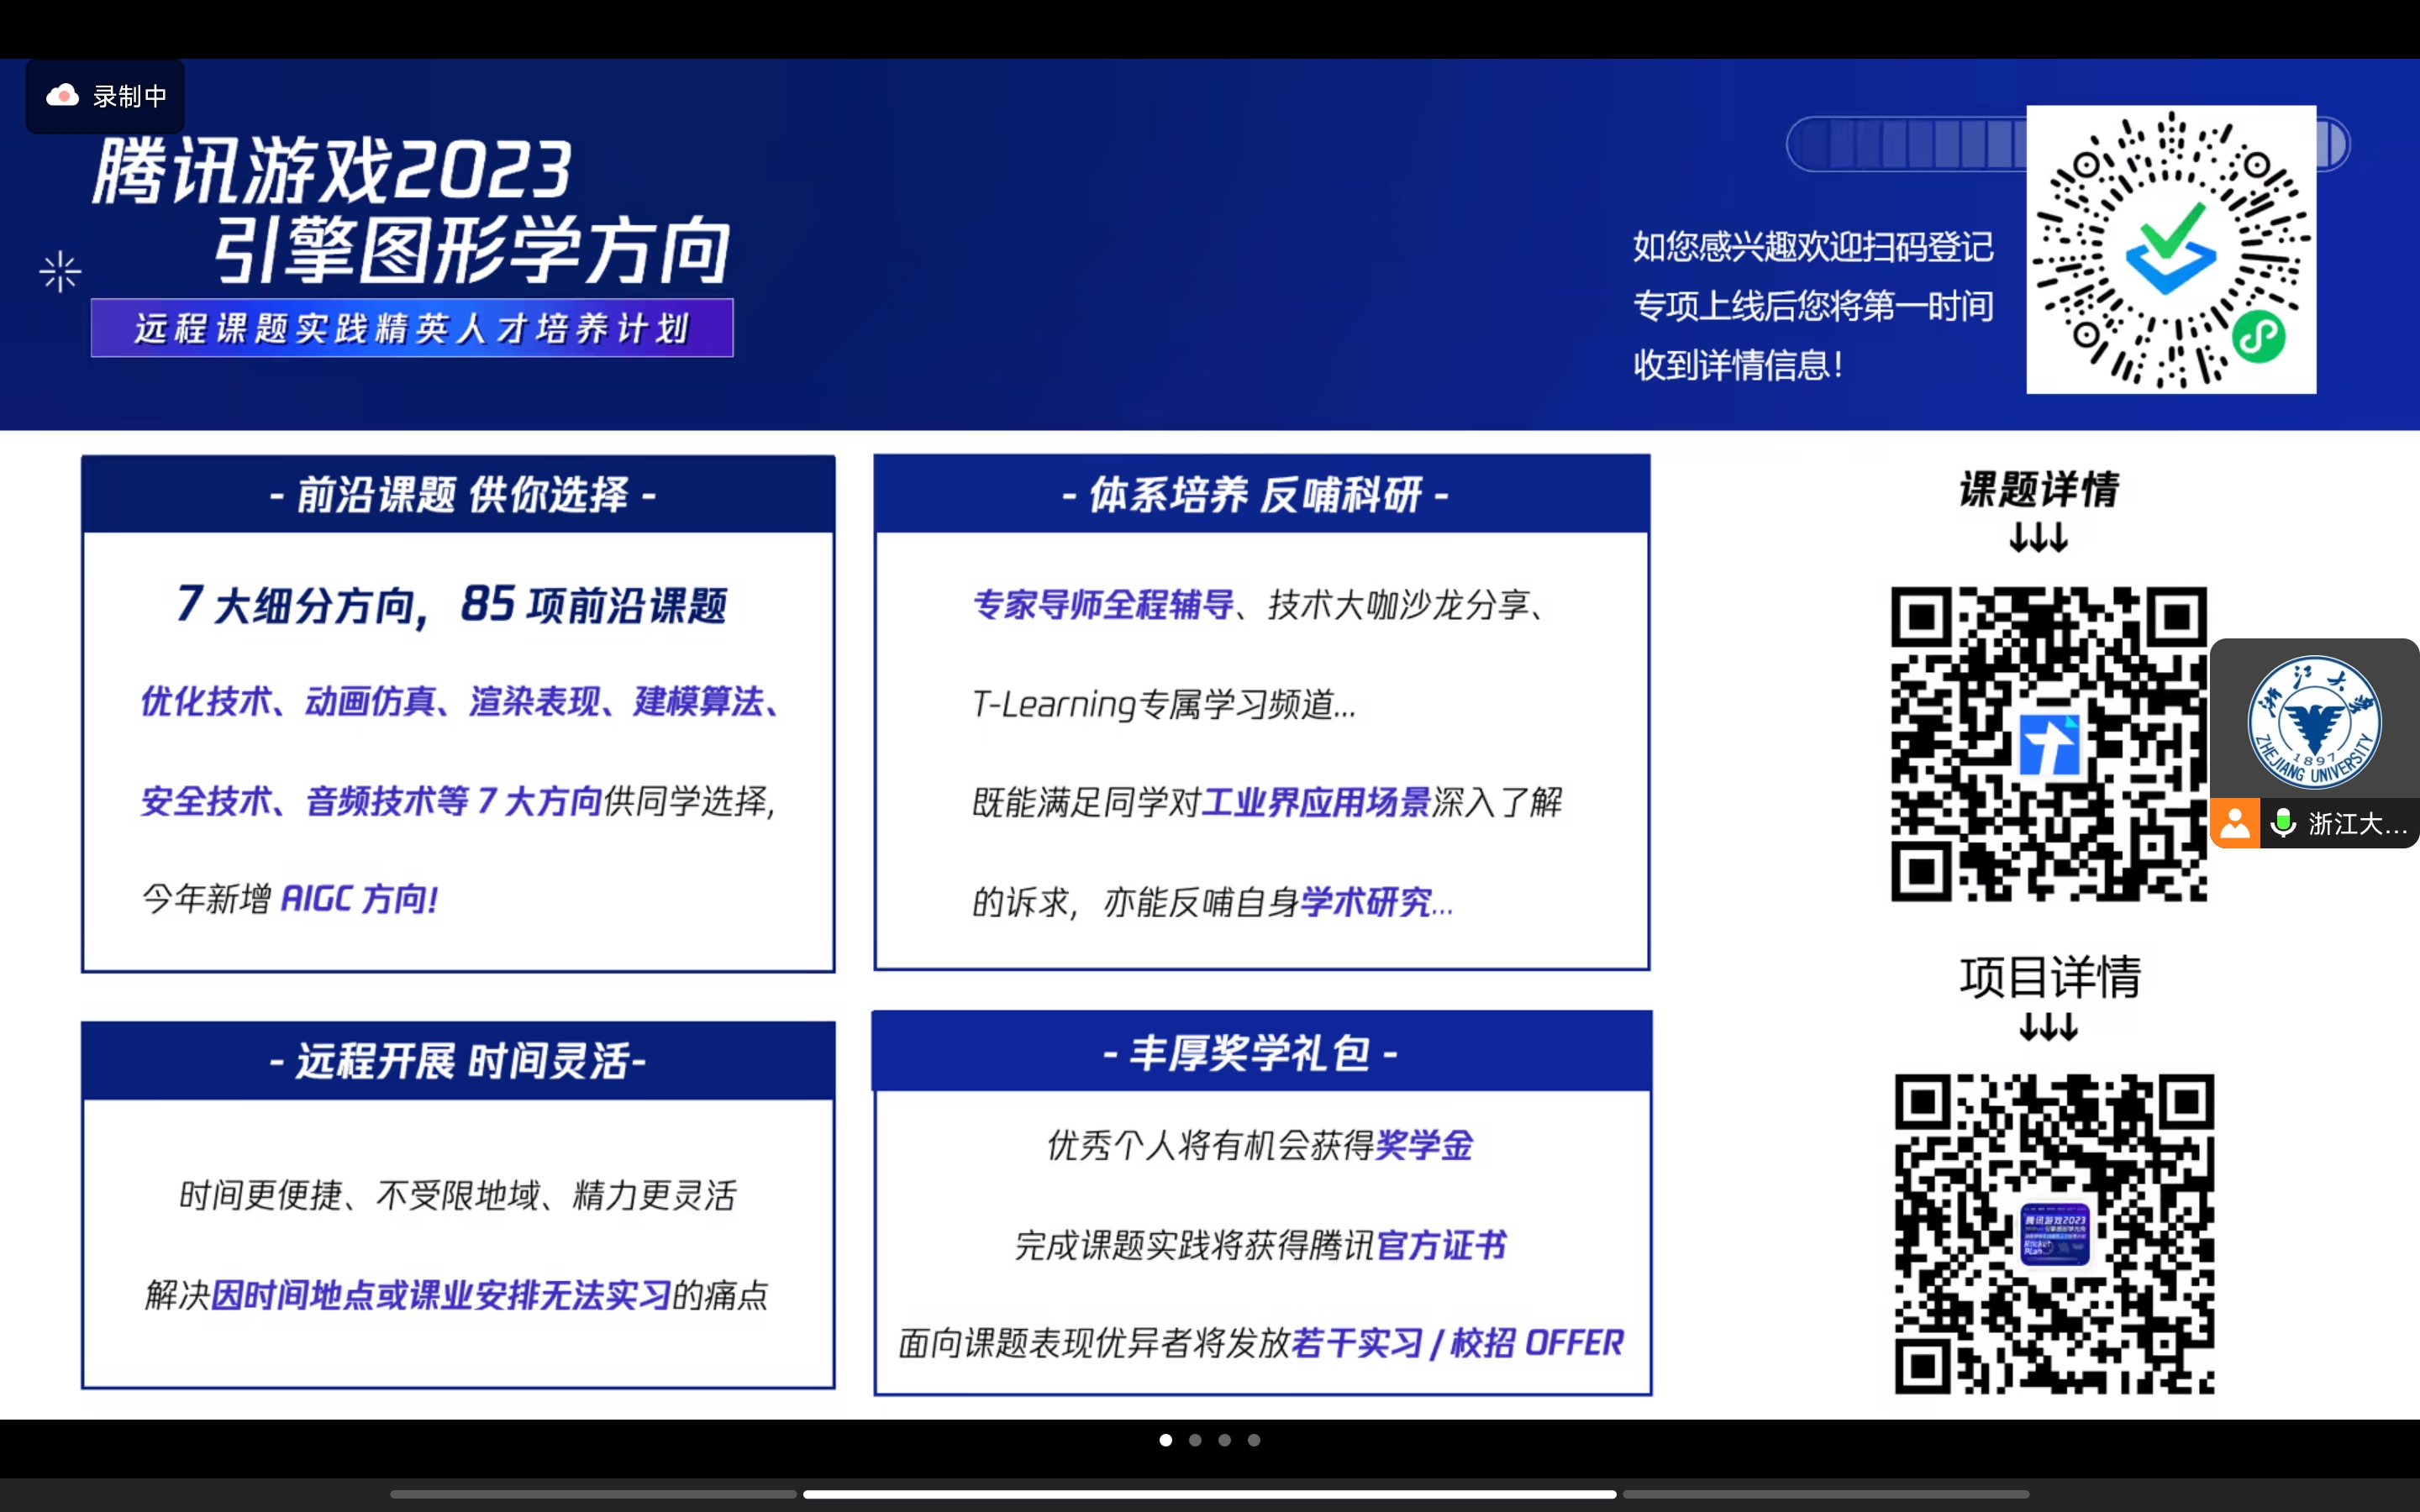 录制中
腾讯游戏2023
引擎图形学方向
远程课题实践精英人才培养计划
如您感兴趣欢迎扫码登记
专项上线后您将第一时间
收到详情信息!
- 前沿课题 供你选择 -
7 大细分方向，85 项前沿课题
优化技术、动画仿真、渲染表现、建模算法、
安全技术、音频技术等 7 大方向供同学选择,
今年新增 AIGC 方向!
- 体系培养 反哺科研 -
专家导师全程辅导、技术大咖沙龙分享、
T-Learning专属学习频道...
既能满足同学对工业界应用场景深入了解
的诉求，亦能反哺自身学术研究...
- 远程开展 时间灵活-
时间更便捷、不受限地域、精力更灵活
解决因时间地点或课业安排无法实习的痛点
- 丰厚奖学礼包 -
优秀个人将有机会获得奖学金
完成课题实践将获得腾讯官方证书
面向课题表现优异者将发放若干实习 / 校招 OFFER
课题详情
↓↓↓
项目详情
↓↓↓
腾讯游戏2023
浙江大学
1897
ZHEJIANG UNIVERSITY
浙江大...